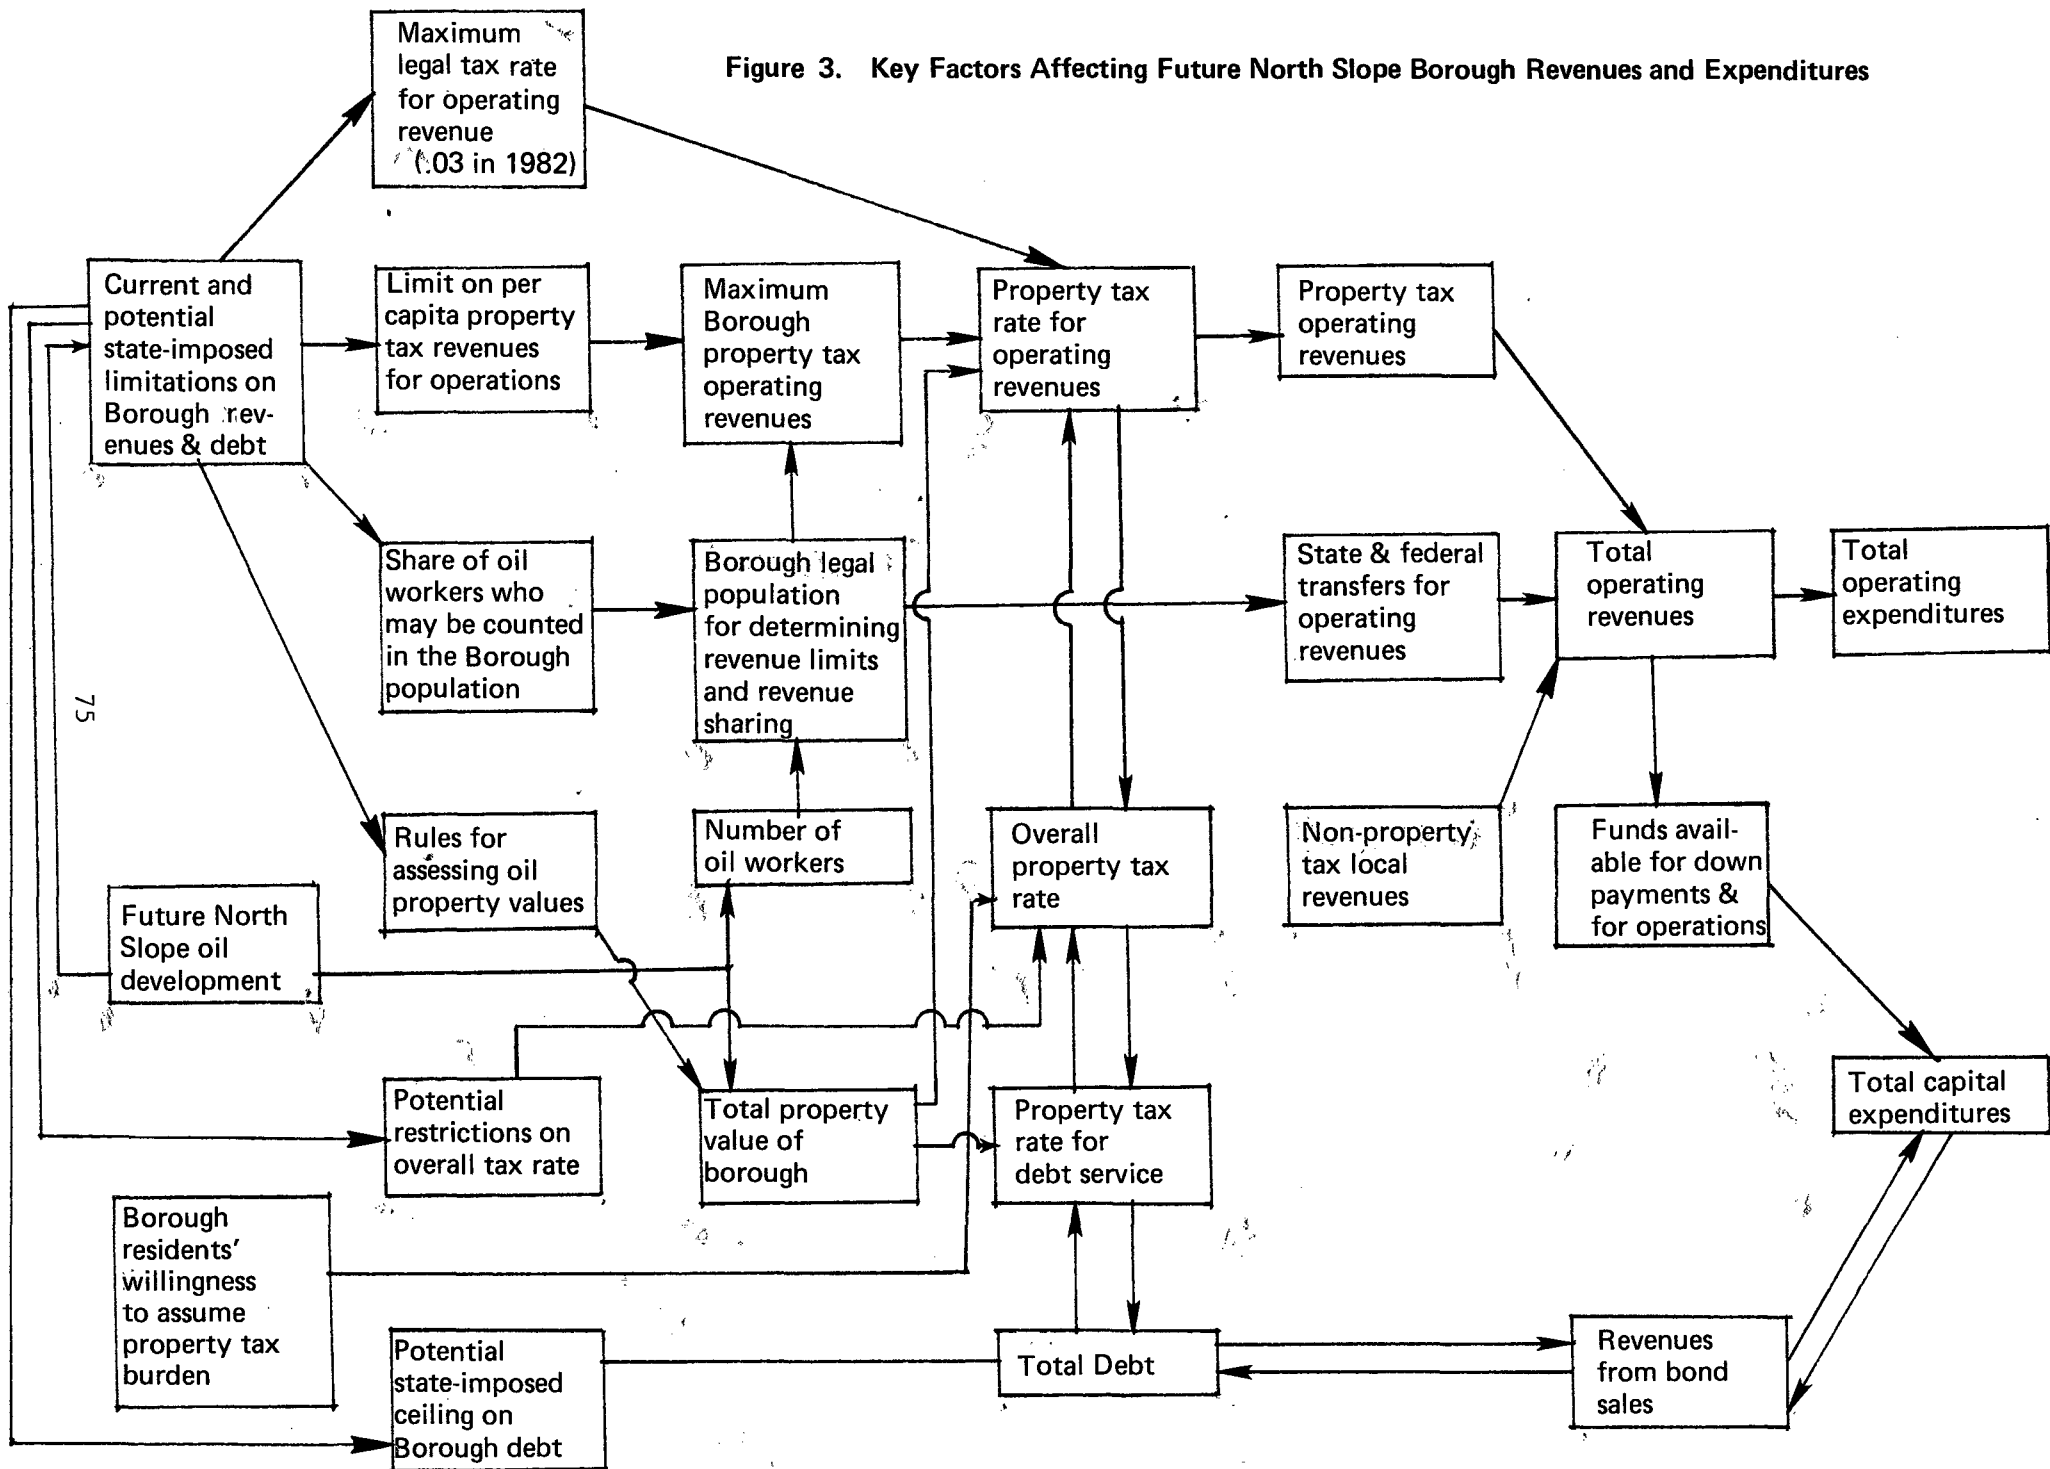 Maximum
legal tax rate
for operating
revenue
(.03 in 1982)
Figure 3. Key Factors Affecting Future North Slope Borough Revenues and Expenditures
Current and
potential
state-imposed
limitations on
Borough rev-
enues & debt
Limit on per
capita property
tax revenues
for operations
Maximum
Borough
property tax
operating
revenues
Property tax
rate for
operating
revenues
Property tax
operating
revenues
Share of oil
workers who
may be counted
in the Borough
population
Borough legal
population
for determining
revenue limits
and revenue
sharing
State & federal
transfers for
operating
revenues
Total
operating
revenues
Total
operating
expenditures
75
Rules for
assessing oil
property values
Number of
oil workers
Overall
property tax
rate
Non-property
tax local
revenues
Funds avail-
able for down
payments &
for operations
Future North
Slope oil
development
Potential
restrictions on
overall tax rate
Total property
value of
borough
Property tax
rate for
debt service
Total capital
expenditures
Borough
residents'
willingness
to assume
property tax
burden
Potential
state-imposed
ceiling on
Borough debt
Total Debt
Revenues
from bond
sales